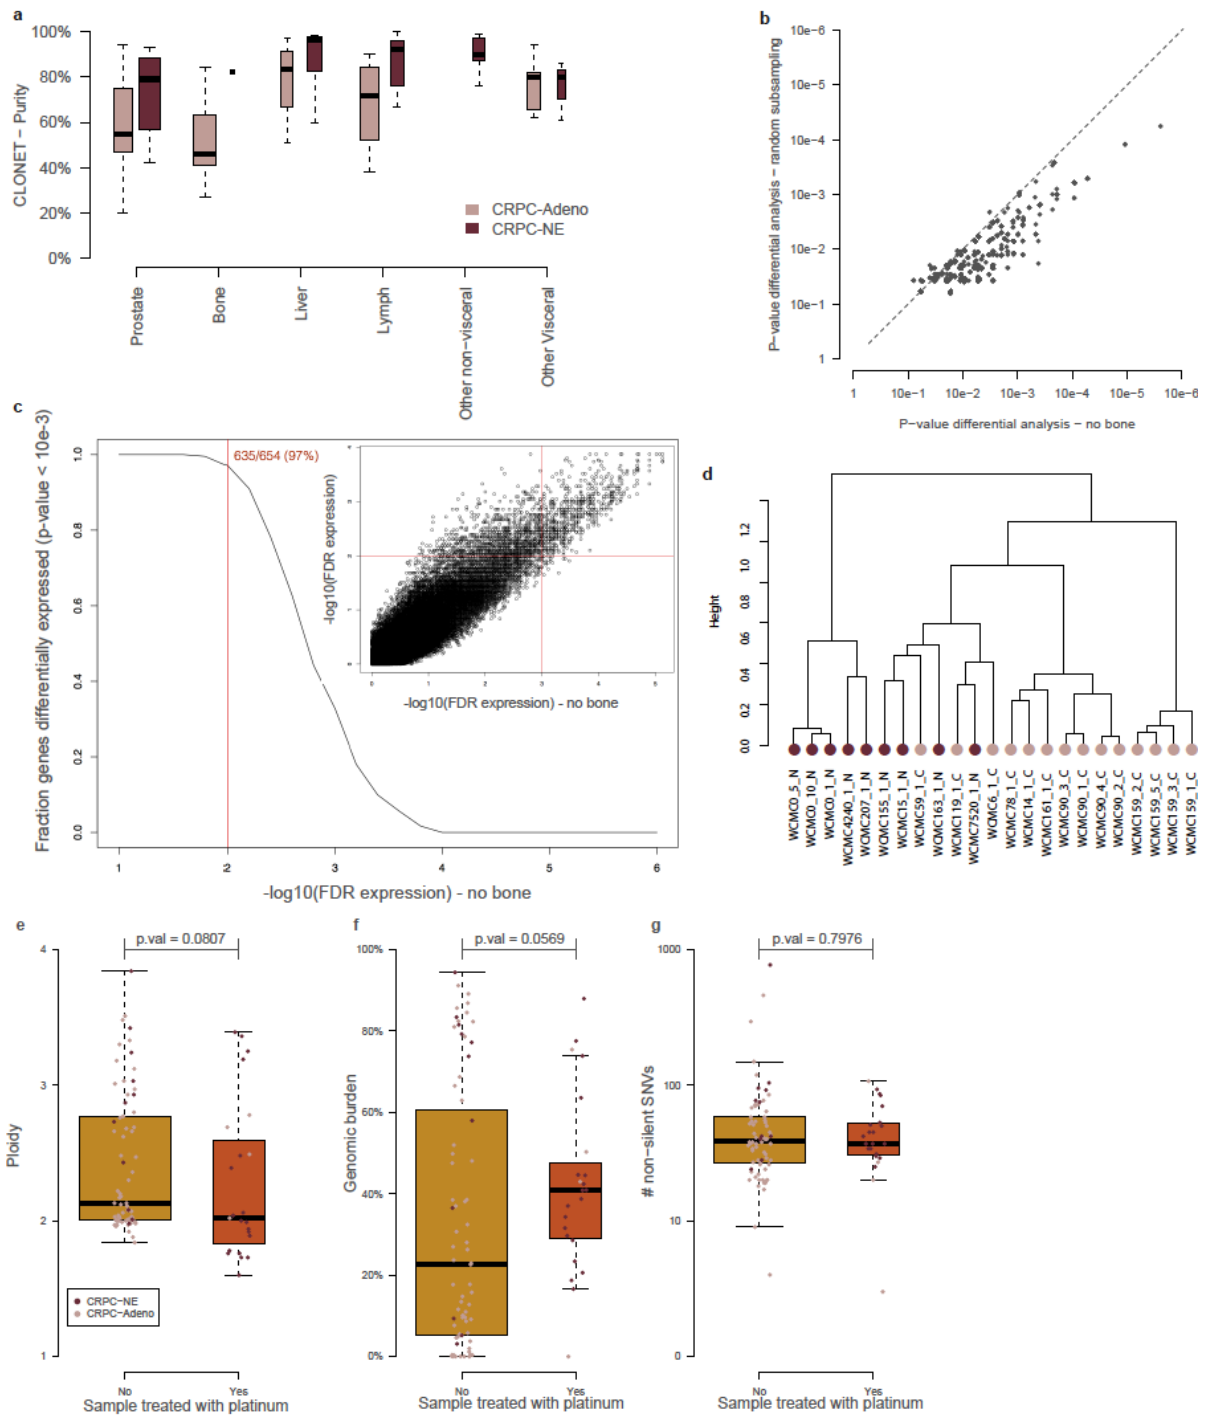 a
100%
80%
60%
40%
20%
0%
CLONET − Purity
CRPC−Adeno
CRPC−NE
Prostate
Bone
Liver
Lymph
Other non−visceral
Other Visceral
b
10e−6
10e−5
10e−4
10e−3
10e−2
10e−1
1
P−value differential analysis − random subsampling
1 10e−1 10e−2 10e−3 10e−4 10e−5 10e−6
P−value differential analysis − no bone
c
1.0
0.8
0.6
0.4
0.2
0.0
Fraction genes differentially expressed (p-value < 10e-3)
635/654 (97%)
4
3
2
1
0
-log10(FDR expression)
0 1 2 3 4 5
-log10(FDR expression) - no bone
1 2 3 4 5 6
-log10(FDR expression) - no bone
d
1.2
0.8
0.6
0.4
0.2
0.0
Height
WCMC0_5_N
WCMC0_10_N
WCMC0_1_N
WCMC4240_1_N
WCMC207_1_N
WCMC155_1_N
WCMC15_1_N
WCMC59_1_C
WCMC163_1_N
WCMC119_1_C
WCMC7520_1_N
WCMC6_1_C
WCMC78_1_C
WCMC14_1_C
WCMC161_1_C
WCMC90_3_C
WCMC90_1_C
WCMC90_4_C
WCMC90_2_C
WCMC159_2_C
WCMC159_5_C
WCMC159_3_C
WCMC159_1_C
e
p.val = 0.0807
4
3
2
1
Ploidy
CRPC−NE
CRPC−Adeno
No Yes
Sample treated with platinum
f
p.val = 0.0569
100%
80%
60%
40%
20%
0%
Genomic burden
No Yes
Sample treated with platinum
g
p.val = 0.7976
1000
100
10
0
# non−silent SNVs
No Yes
Sample treated with platinum